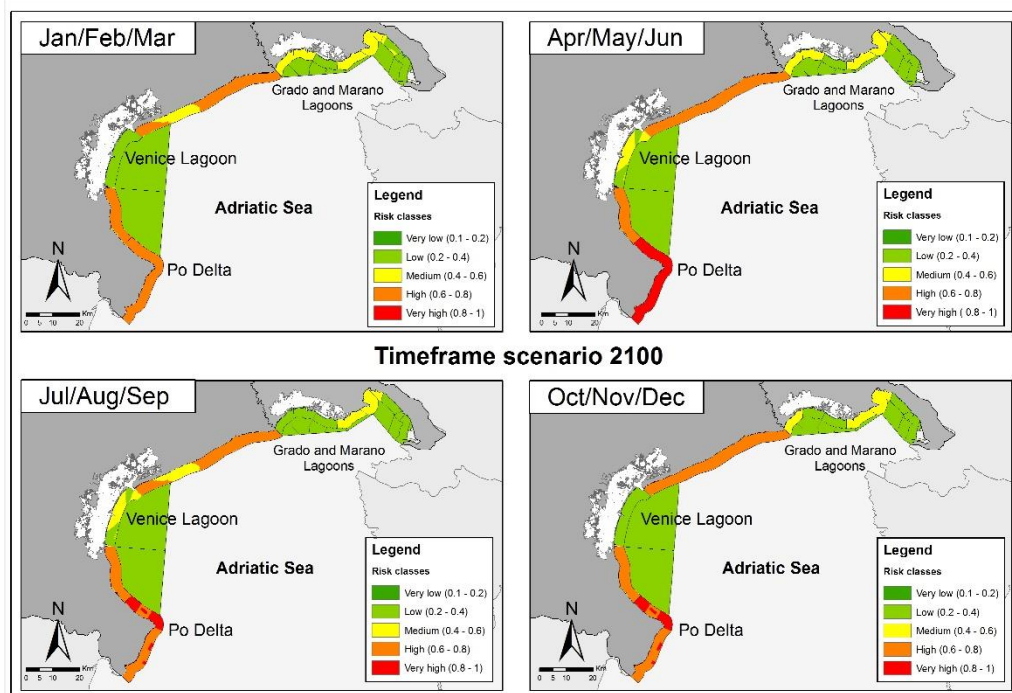 Jan/Feb/Mar
Grado and Marano
Lagoons
Venice Lagoon
Adriatic Sea
Po Delta
N
0 5 10 20 Km
Legend
Risk classes
Very low (0.1 - 0.2)
Low (0.2 - 0.4)
Medium (0.4 - 0.6)
High (0.6 - 0.8)
Very high (0.8 - 1)
Apr/May/Jun
Grado and Marano
Lagoons
Venice Lagoon
Adriatic Sea
Po Delta
N
0 5 10 20 Km
Legend
Risk classes
Very low (0.1 - 0.2)
Low (0.2 - 0.4)
Medium (0.4 - 0.6)
High (0.6 - 0.8)
Very high ( 0.8 - 1)
Timeframe scenario 2100
Jul/Aug/Sep
Grado and Marano
Lagoons
Venice Lagoon
Adriatic Sea
Po Delta
N
0 5 10 20 Km
Legend
Risk classes
Very low (0.1 - 0.2)
Low (0.2 - 0.4)
Medium (0.4 - 0.6)
High (0.6 - 0.8)
Very high (0.8 - 1)
Oct/Nov/Dec
Grado and Marano
Lagoons
Venice Lagoon
Adriatic Sea
Po Delta
N
0 5 10 20 Km
Legend
Risk classes
Very low (0.1 - 0.2)
Low (0.2 - 0.4)
Medium (0.4 - 0.6)
High (0.6 - 0.8)
Very high (0.8 - 1)